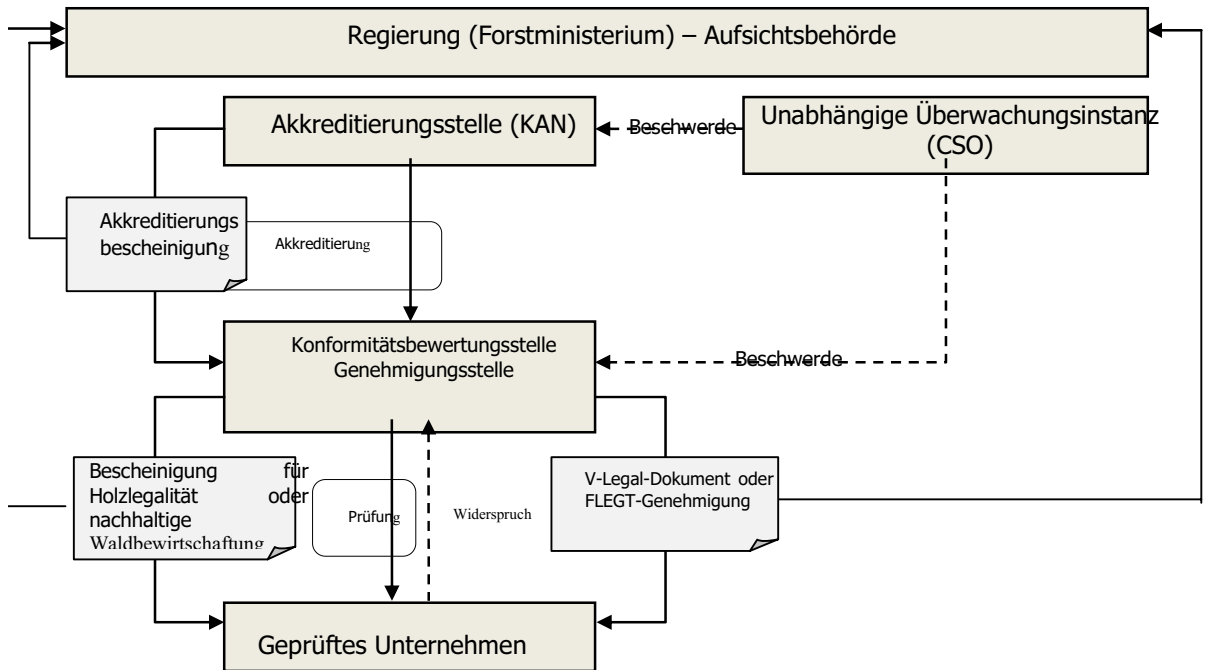 Regierung (Forstministerium) – Aufsichtsbehörde
Akkreditierungsstelle (KAN)
Beschwerde
Unabhängige Überwachungsinstanz
(CSO)
Akkreditierungs
bescheinigung
Akkreditierung
Konformitätsbewertungsstelle
Genehmigungsstelle
Beschwerde
Bescheinigung für
Holzlegalität oder
nachhaltige
Waldbewirtschaftung
Prüfung
Widerspruch
V-Legal-Dokument oder
FLEGT-Genehmigung
Geprüftes Unternehmen